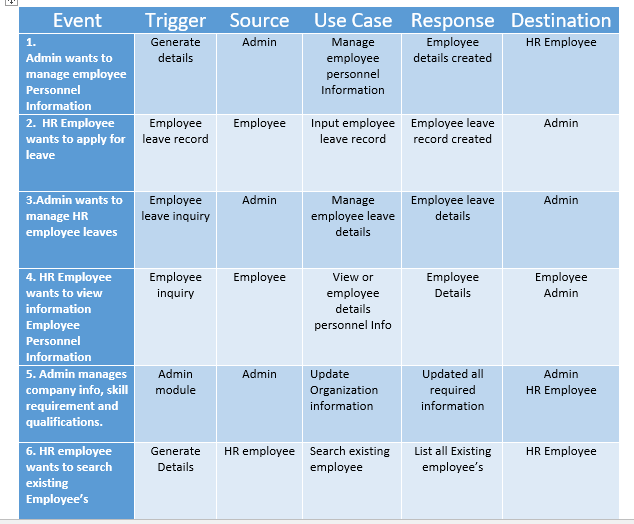 Event Trigger Source Use Case Response Destination
1.
Admin wants to
manage employee
Personnel
Information
Generate
details
Admin
Manage
employee
personnel
Information
Employee
details created
HR Employee
2.  HR Employee
wants to apply for
leave
Employee
leave record
Employee
Input employee
leave record
Employee leave
record created
Admin
3.Admin wants to
manage HR
employee leaves
Employee
leave inquiry
Admin
Manage
employee leave
details
Employee leave
details
Admin
4. HR Employee
wants to view
information
Employee
Personnel
Information
Employee
inquiry
Employee
View or
employee
details
personnel Info
Employee
Details
Employee
Admin
5. Admin manages
company info, skill
requirement and
qualifications.
Admin
module
Admin
Update
Organization
information
Updated all
required
information
Admin
HR Employee
6. HR employee
wants to search
existing
Employee’s
Generate
Details
HR employee
Search existing
employee
List all Existing
employee’s
HR Employee